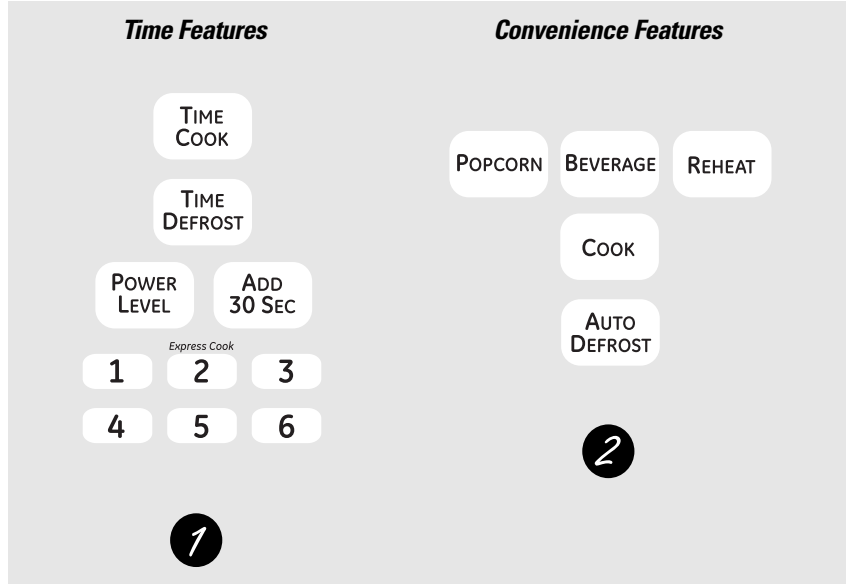 Time Features
Time
Cook
Time
Defrost
Power
Level
Add
30 Sec
Express Cook
1 2 3
4 5 6
1
Convenience Features
Popcorn Beverage Reheat
Cook
Auto
Defrost
2